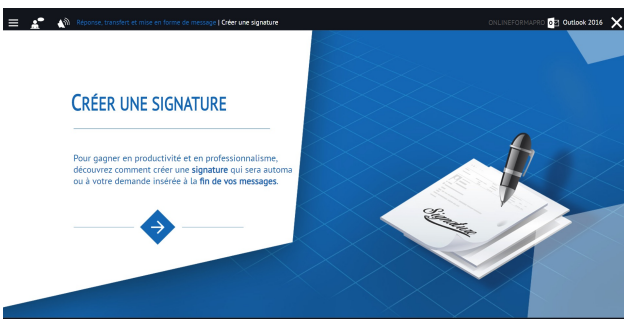 Réponse, transfert et mise en forme de message | Créer une signature
ONLINEFORMAPRO Outlook 2016
CRÉER UNE SIGNATURE
Pour gagner en productivité et en professionnalisme,
découvrez comment créer une signature qui sera automa
ou à votre demande insérée à la fin de vos messages.
Signature